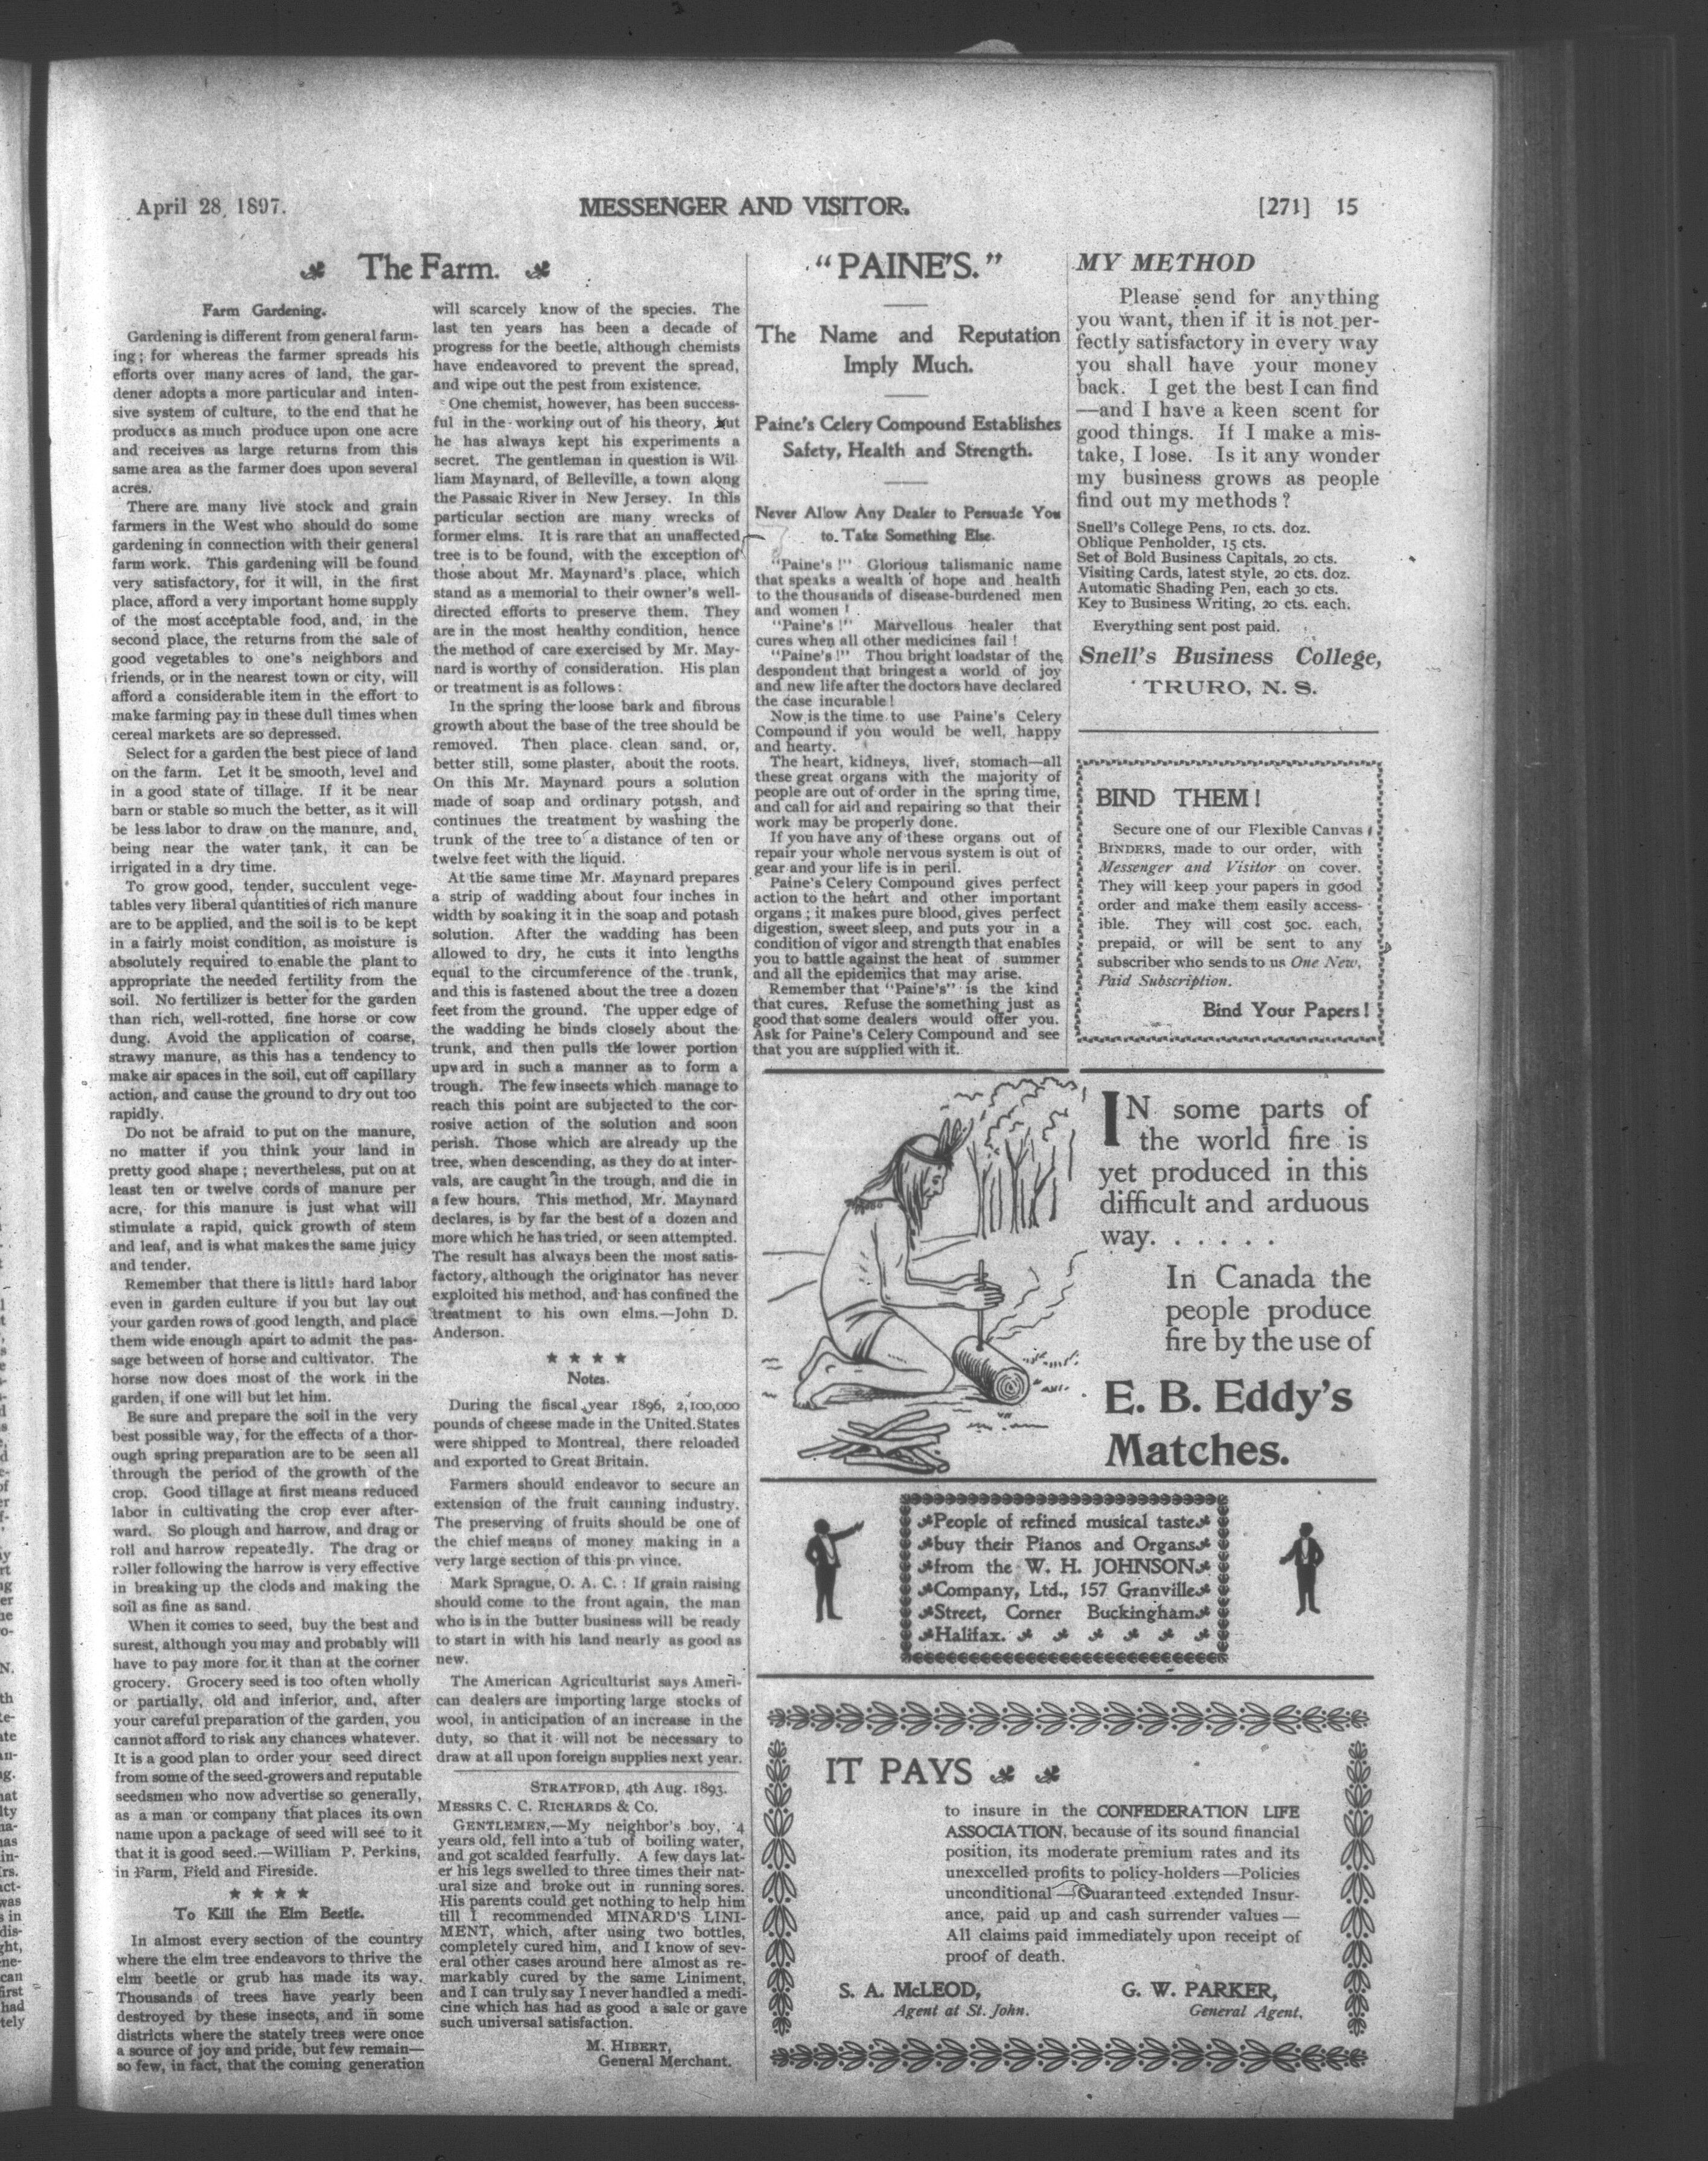 April 28, 1897.
MESSENGER AND VISITOR.
[271] 15
The Farm.
Farm Gardening.
Gardening is different from general farm-
ing; for whereas the farmer spreads his
efforts over many acres of land, the gar-
dener adopts a more particular and inten-
sive system of culture, to the end that he
produces as much produce upon one acre
and receives as large returns from this
same area as the farmer does upon several
acres.
There are many live stock and grain
farmers in the West who should do some
gardening in connection with their general
farm work. This gardening will be found
very satisfactory, for it will, in the first
place, afford a very important home supply
of the most acceptable food, and, in the
second place, the returns from the sale of
good vegetables to one's neighbors and
friends, or in the nearest town or city, will
afford a considerable item in the effort to
make farming pay in these dull times when
cereal markets are so depressed.
Select for a garden the best piece of land
on the farm. Let it be smooth, level and
in a good state of tillage. If it be near
barn or stable so much the better, as it will
be less labor to draw on the manure, and,
being near the water tank, it can be
irrigated in a dry time.
To grow good, tender, succulent vege-
tables very liberal quantities of rich manure
are to be applied, and the soil is to be kept
in a fairly moist condition, as moisture is
absolutely required to enable the plant to
appropriate the needed fertility from the
soil. No fertilizer is better for the garden
than rich, well-rotted, fine horse or cow
dung. Avoid the application of coarse,
strawy manure, as this has a tendency to
make air spaces in the soil, cut off capillary
action, and cause the ground to dry out too
rapidly.
Do not be afraid to put on the manure,
no matter if you think your land in
pretty good shape; nevertheless, put on at
least ten or twelve cords of manure per
acre, for this manure is just what will
stimulate a rapid, quick growth of stem
and leaf, and is what makes the same juicy
and tender.
Remember that there is little hard labor
even in garden culture if you but lay out
your garden rows of good length, and place
them wide enough apart to admit the pas-
sage between of horse and cultivator. The
horse now does most of the work in the
garden, if one will but let him.
Be sure and prepare the soil in the very
best possible way, for the effects of a thor-
ough spring preparation are to be seen all
through the period of the growth of the
crop. Good tillage at first means reduced
labor in cultivating the crop ever after-
ward. So plough and harrow, and drag or
roll and harrow repeatedly. The drag or
roller following the harrow is very effective
in breaking up the clods and making the
soil as fine as sand.
When it comes to seed, buy the best and
surest, although you may and probably will
have to pay more for it than at the corner
grocery. Grocery seed is too often wholly
or partially, old and inferior, and, after
your careful preparation of the garden, you
cannot afford to risk any chances whatever.
It is a good plan to order your seed direct
from some of the seed-growers and reputable
seedsmen who now advertise so generally,
as a man or company that places its own
name upon a package of seed will see to it
that it is good seed.—William P. Perkins,
in Farm, Field and Fireside.
★ ★ ★ ★
To Kill the Elm Beetle.
In almost every section of the country
where the elm tree endeavors to thrive the
elm beetle or grub has made its way.
Thousands of trees have yearly been
destroyed by these insects, and in some
districts where the stately trees were once
a source of joy and pride, but few remain—
so few, in fact, that the coming generation
will scarcely know of the species. The
last ten years has been a decade of
progress for the beetle, although chemists
have endeavored to prevent the spread,
and wipe out the pest from existence.
One chemist, however, has been success-
ful in the working out of his theory, but
he has always kept his experiments a
secret. The gentleman in question is Wil-
liam Maynard, of Belleville, a town along
the Passaic River in New Jersey. In this
particular section are many wrecks of
former elms. It is rare that an unaffected
tree is to be found, with the exception of
those about Mr. Maynard's place, which
stand as a memorial to their owner's well-
directed efforts to preserve them. They
are in the most healthy condition, hence
the method of care exercised by Mr. May-
nard is worthy of consideration. His plan
or treatment is as follows:
In the spring the loose bark and fibrous
growth about the base of the tree should be
removed. Then place clean sand, or,
better still, some plaster, about the roots.
On this Mr. Maynard pours a solution
made of soap and ordinary potash, and
continues the treatment by washing the
trunk of the tree to a distance of ten or
twelve feet with the liquid.
At the same time Mr. Maynard prepares
a strip of wadding about four inches in
width by soaking it in the soap and potash
solution. After the wadding has been
allowed to dry, he cuts it into lengths
equal to the circumference of the trunk,
and this is fastened about the tree a dozen
feet from the ground. The upper edge of
the wadding he binds closely about the
trunk, and then pulls the lower portion
upward in such a manner as to form a
trough. The few insects which manage to
reach this point are subjected to the cor-
rosive action of the solution and soon
perish. Those which are already up the
tree, when descending, as they do at inter-
vals, are caught in the trough, and die in
a few hours. This method, Mr. Maynard
declares, is by far the best of a dozen and
more which he has tried, or seen attempted.
The result has always been the most satis-
factory, although the originator has never
exploited his method, and has confined the
treatment to his own elms.—John D.
Anderson.
★ ★ ★ ★
Notes.
During the fiscal year 1896, 2,100,000
pounds of cheese made in the United States
were shipped to Montreal, there reloaded
and exported to Great Britain.
Farmers should endeavor to secure an
extension of the fruit canning industry.
The preserving of fruits should be one of
the chief means of money making in a
very large section of this pr vince.
Mark Sprague, O. A. C.: If grain raising
should come to the front again, the man
who is in the butter business will be ready
to start in with his land nearly as good as
new.
The American Agriculturist says Ameri-
can dealers are importing large stocks of
wool, in anticipation of an increase in the
duty, so that it will not be necessary to
draw at all upon foreign supplies next year.
STRATFORD, 4th Aug. 1893.
MESSRS C. C. RICHARDS & Co.
GENTLEMEN,—My neighbor's boy, 4
years old, fell into a tub of boiling water,
and got scalded fearfully. A few days lat-
er his legs swelled to three times their nat-
ural size and broke out in running sores.
His parents could get nothing to help him
till I recommended MINARD'S LINI-
MENT, which, after using two bottles,
completely cured him, and I know of sev-
eral other cases around here almost as re-
markably cured by the same Liniment,
and I can truly say I never handled a medi-
cine which has had as good a sale or gave
such universal satisfaction.
M. HIBERT,
General Merchant.
"PAINE'S."
The Name and Reputation
Imply Much.
Paine's Celery Compound Establishes
Safety, Health and Strength.
Never Allow Any Dealer to Persuade You
to Take Something Else.
"Paine's!" Glorious talismanic name
that speaks a wealth of hope and health
to the thousands of disease-burdened men
and women!
"Paine's!" Marvellous healer that
cures when all other medicines fail!
"Paine's!" Thou bright loadstar of the
despondent that bringest a world of joy
and new life after the doctors have declared
the case incurable!
Now is the time to use Paine's Celery
Compound if you would be well, happy
and hearty.
The heart, kidneys, liver, stomach—all
these great organs with the majority of
people are out of order in the spring time,
and call for aid and repairing so that their
work may be properly done.
If you have any of these organs out of
repair your whole nervous system is out of
gear and your life is in peril.
Paine's Celery Compound gives perfect
action to the heart and other important
organs; it makes pure blood, gives perfect
digestion, sweet sleep, and puts you in a
condition of vigor and strength that enables
you to battle against the heat of summer
and all the epidemics that may arise.
Remember that "Paine's" is the kind
that cures. Refuse the something just as
good that some dealers would offer you.
Ask for Paine's Celery Compound and see
that you are supplied with it.
MY METHOD
Please send for anything
you want, then if it is not per-
fectly satisfactory in every way
you shall have your money
back. I get the best I can find
—and I have a keen scent for
good things. If I make a mis-
take, I lose. Is it any wonder
my business grows as people
find out my methods?
Snell's College Pens, 10 cts. doz.
Oblique Penholder, 15 cts.
Set of Bold Business Capitals, 20 cts.
Visiting Cards, latest style, 20 cts. doz.
Automatic Shading Pen, each 30 cts.
Key to Business Writing, 20 cts. each.
Everything sent post paid.
Snell's Business College,
TRURO, N. S.
BIND THEM!
Secure one of our Flexible Canvas
BINDERS, made to our order, with
Messenger and Visitor on cover.
They will keep your papers in good
order and make them easily access-
ible. They will cost 50c. each,
prepaid, or will be sent to any
subscriber who sends to us One New,
Paid Subscription.
Bind Your Papers!
IN some parts of
the world fire is
yet produced in this
difficult and arduous
way. . . . . . .
In Canada the
people produce
fire by the use of
E. B. Eddy's
Matches.
People of refined musical taste
buy their Pianos and Organs
from the W. H. JOHNSON
Company, Ltd., 157 Granville
Street, Corner Buckingham
Halifax.
IT PAYS
to insure in the CONFEDERATION LIFE
ASSOCIATION, because of its sound financial
position, its moderate premium rates and its
unexcelled profits to policy-holders—Policies
unconditional—Guaranteed extended Insur-
ance, paid up and cash surrender values—
All claims paid immediately upon receipt of
proof of death.
S. A. McLEOD,
Agent at St. John.
G. W. PARKER,
General Agent.